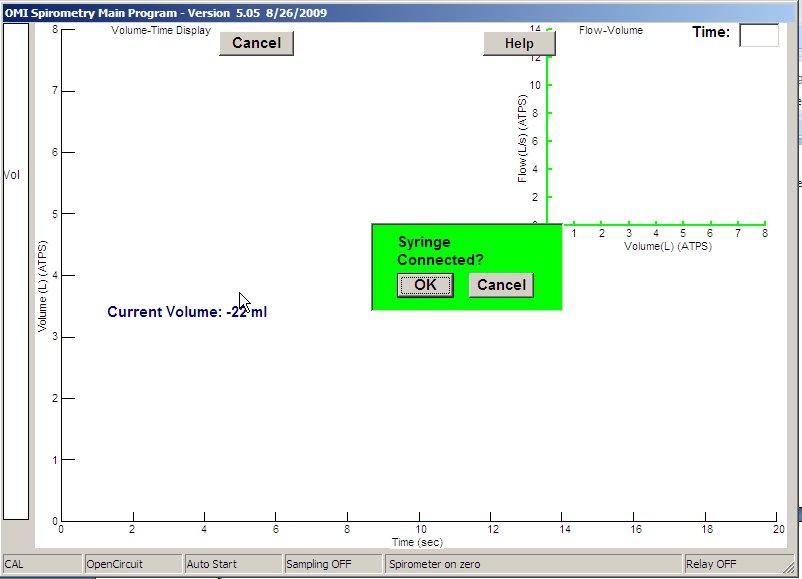 OMI Spirometry Main Program - Version 5.05 8/26/2009
Volume-Time Display
Cancel
Help
Flow-Volume
Time:
Vol
Volume (L) (ATPS)
8
7
6
5
4
3
2
1
0
0
2
4
6
8
10
12
14
16
18
20
Time (sec)
Current Volume: -22 ml
Flow(L/s) (ATPS)
14
12
10
8
6
4
2
0
1
2
3
4
5
6
7
8
Volume(L) (ATPS)
Syringe
Connected?
OK
Cancel
CAL
OpenCircuit
Auto Start
Sampling OFF
Spirometer on zero
Relay OFF